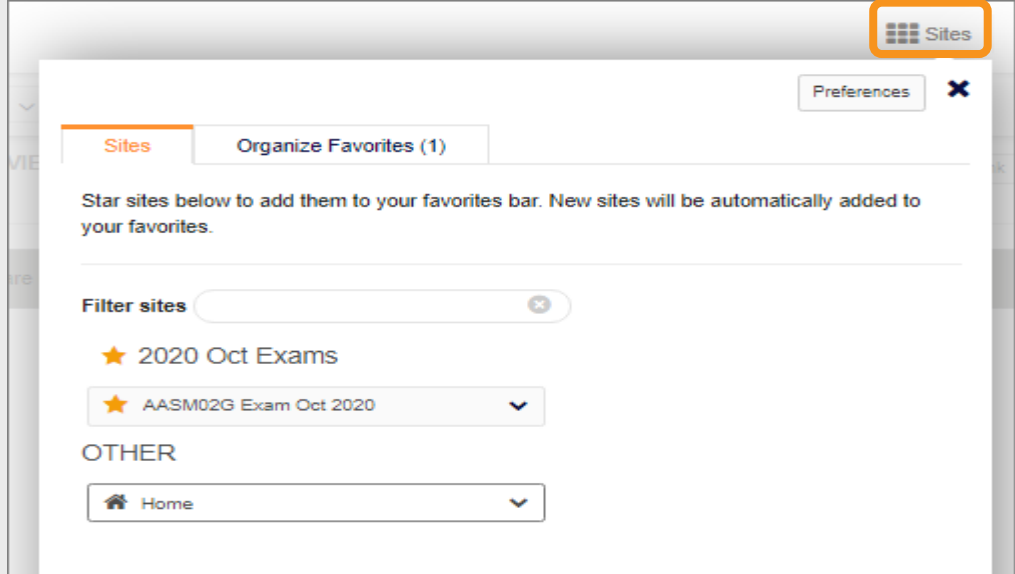 Sites
Preferences
Sites
Organize Favorites (1)
VIE
Star sites below to add them to your favorites bar. New sites will be automatically added to
your favorites.
Filter sites
2020 Oct Exams
AASM02G Exam Oct 2020
OTHER
Home